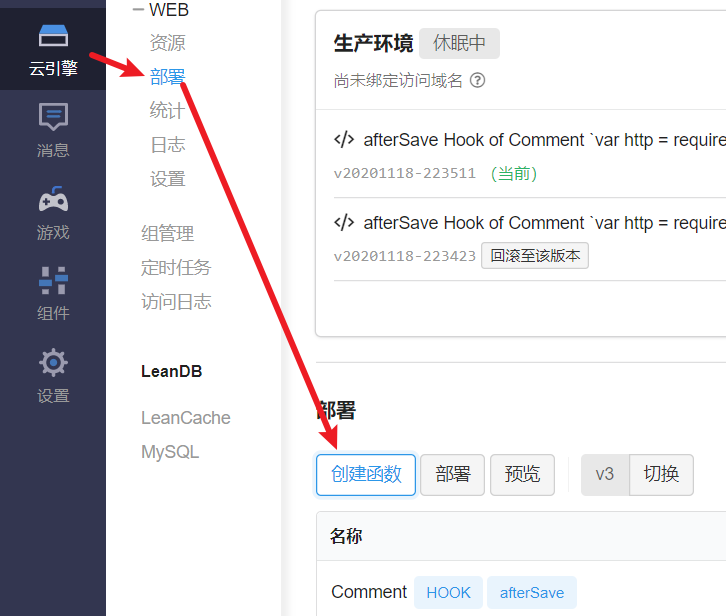 云引擎
消息
游戏
组件
设置
WEB
资源
部署
统计
日志
设置
组管理
定时任务
访问日志
LeanDB
LeanCache
MySQL
生产环境 休眠中
尚未绑定访问域名 ?
</> afterSave Hook of Comment `var http = require
v20201118-223511 (当前)
</> afterSave Hook of Comment `var http = require
v20201118-223423 回滚至该版本
部署
创建函数 部署 预览 v3 切换
名称
Comment HOOK afterSave